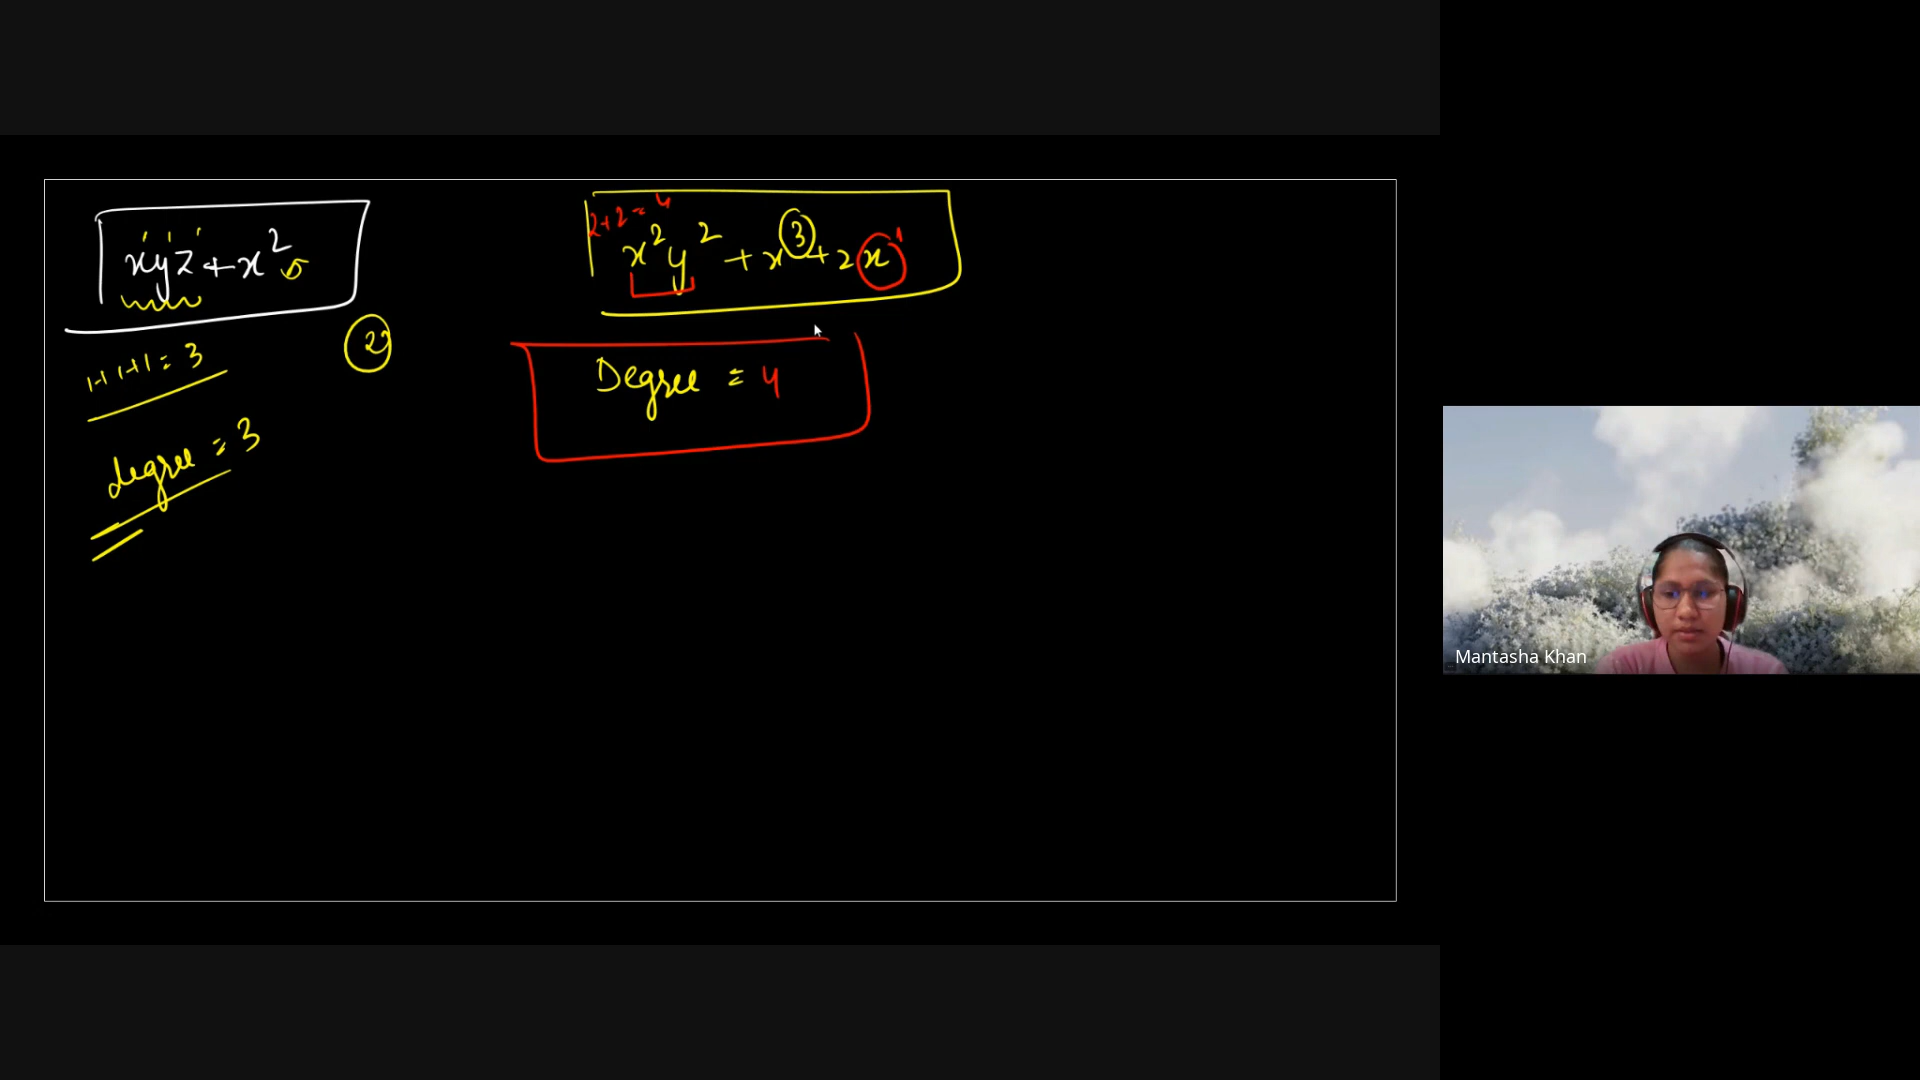 xyz + x²
1+1+1 = 3
2
degree = 3
2+2 = 4
x²y² + x³ + 2x¹
Degree = 4
Mantasha Khan